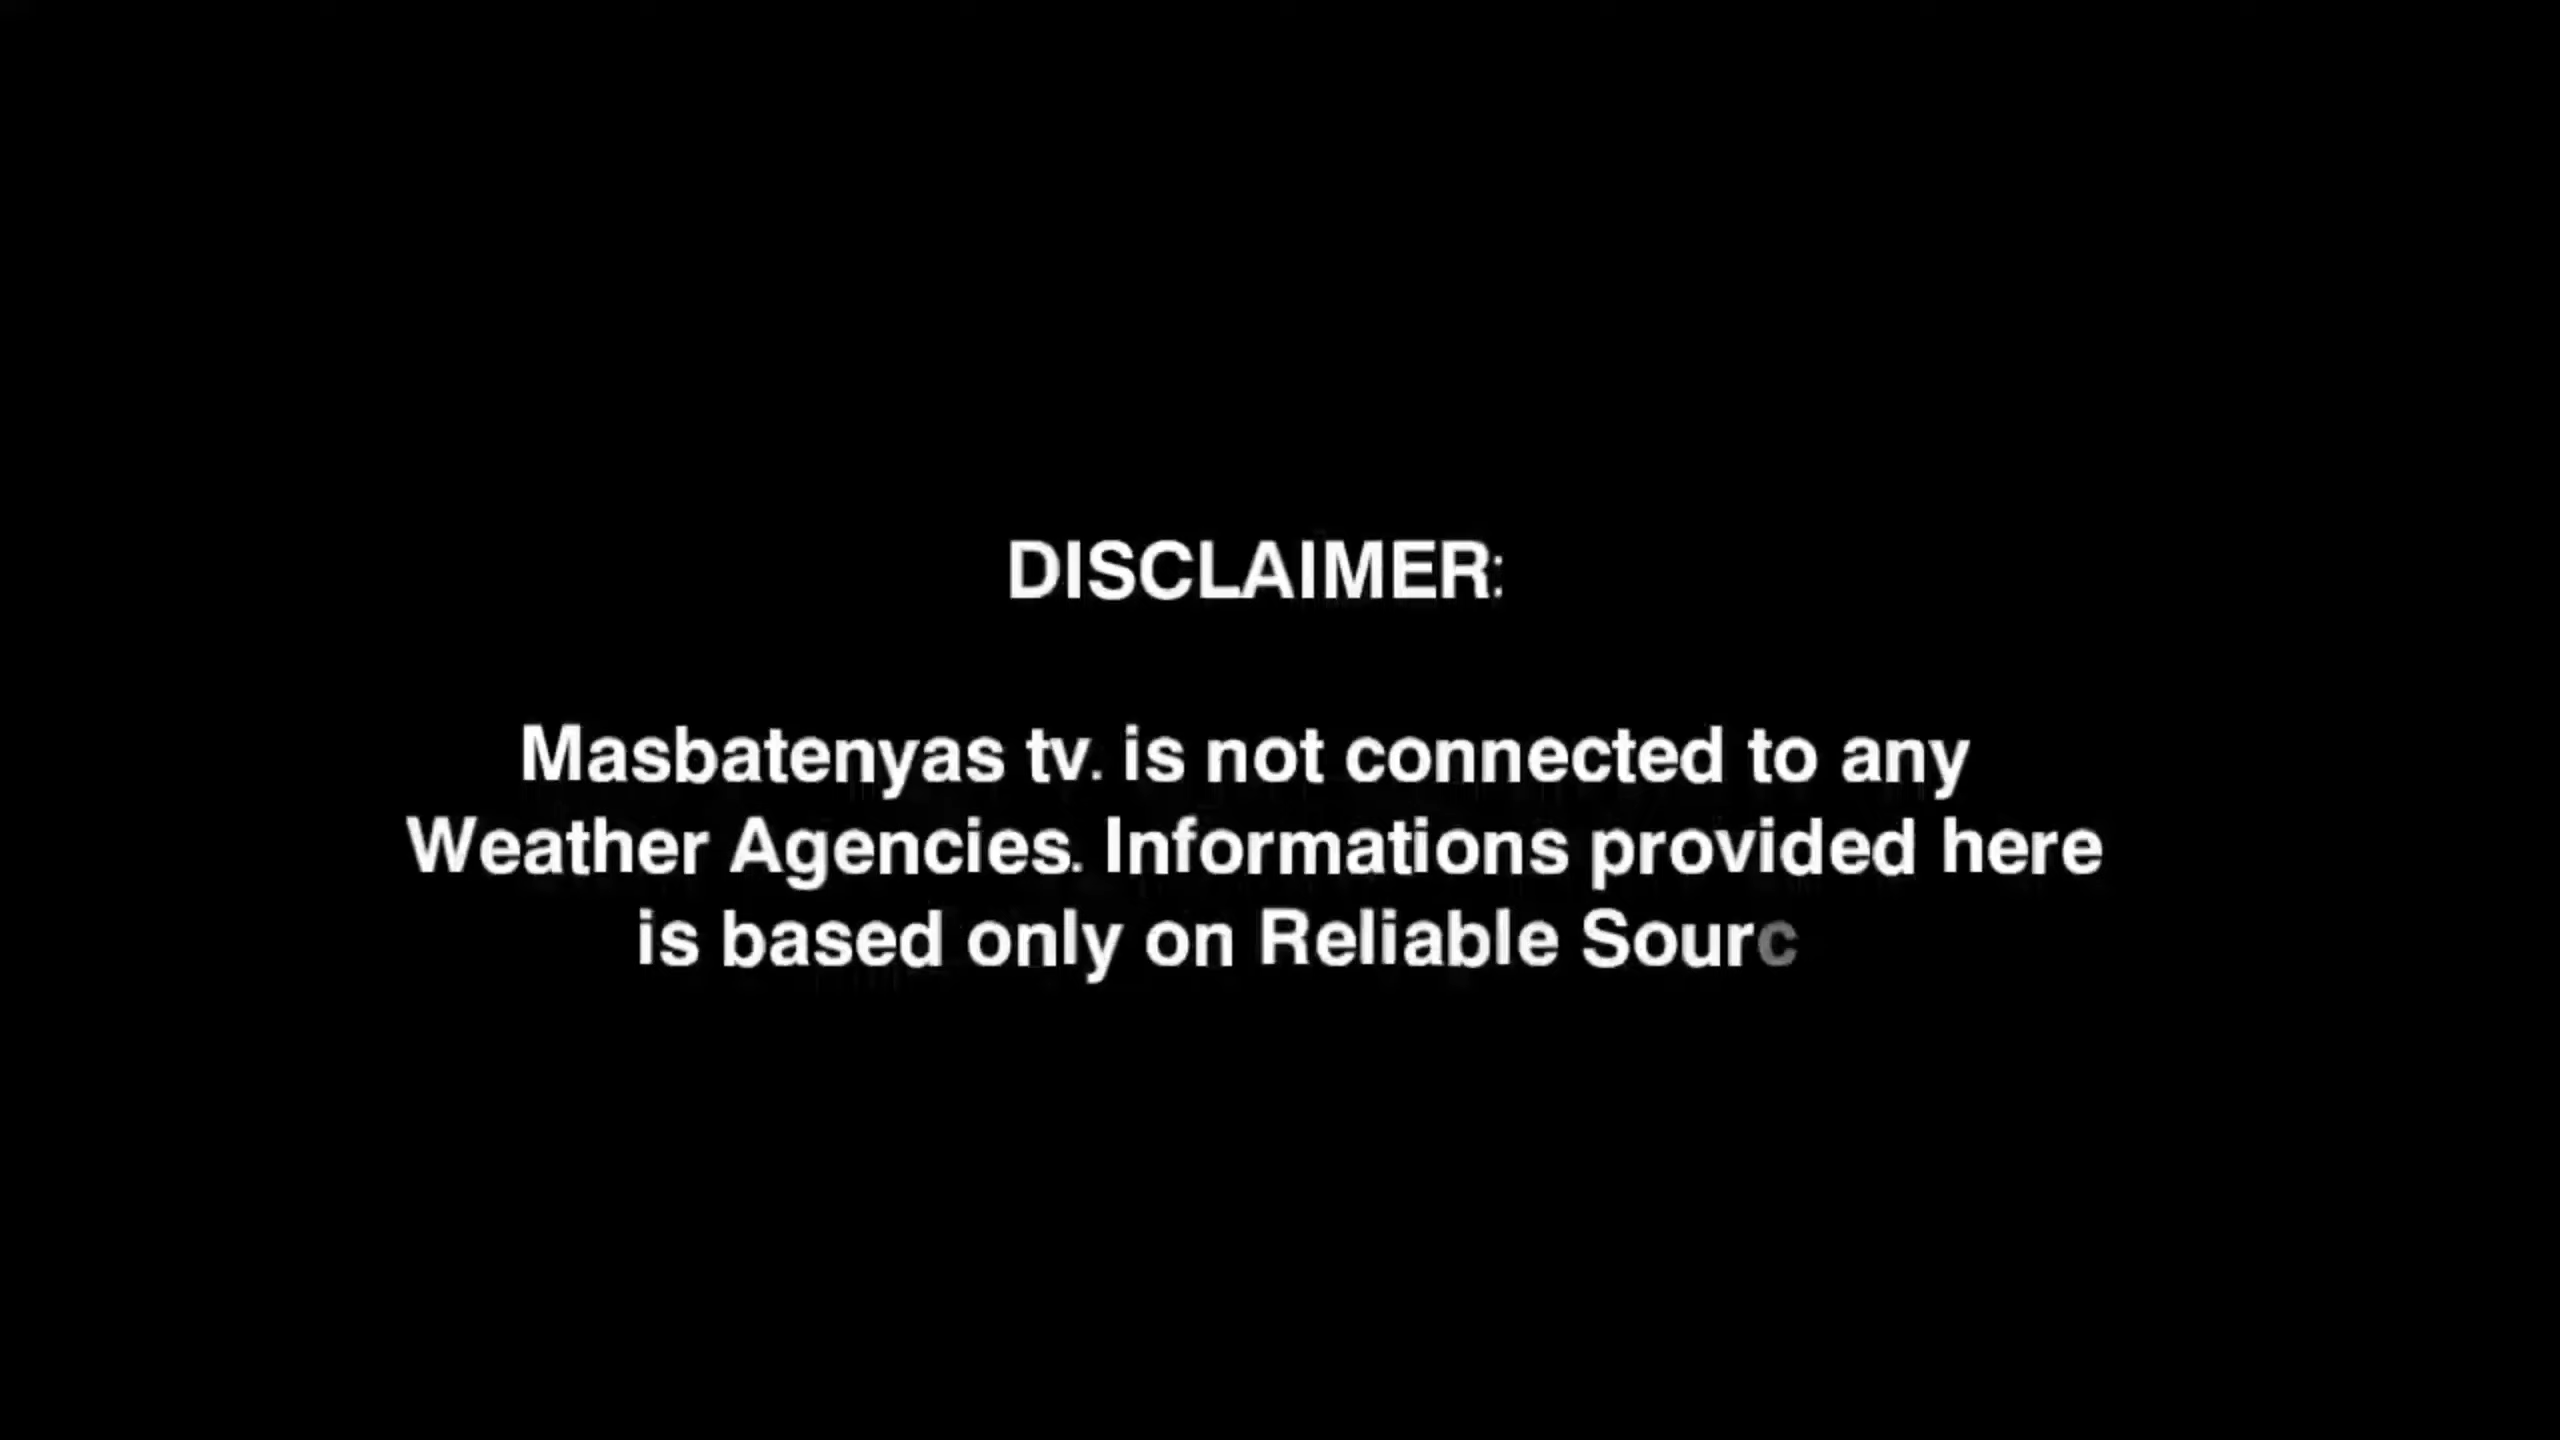 DISCLAIMER:
Masbatenyas tv. is not connected to any
Weather Agencies. Informations provided here
is based only on Reliable Sourc